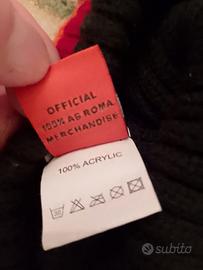 OFFICIAL
100% AS ROMA
MERCHANDISE
100% ACRYLIC
subito